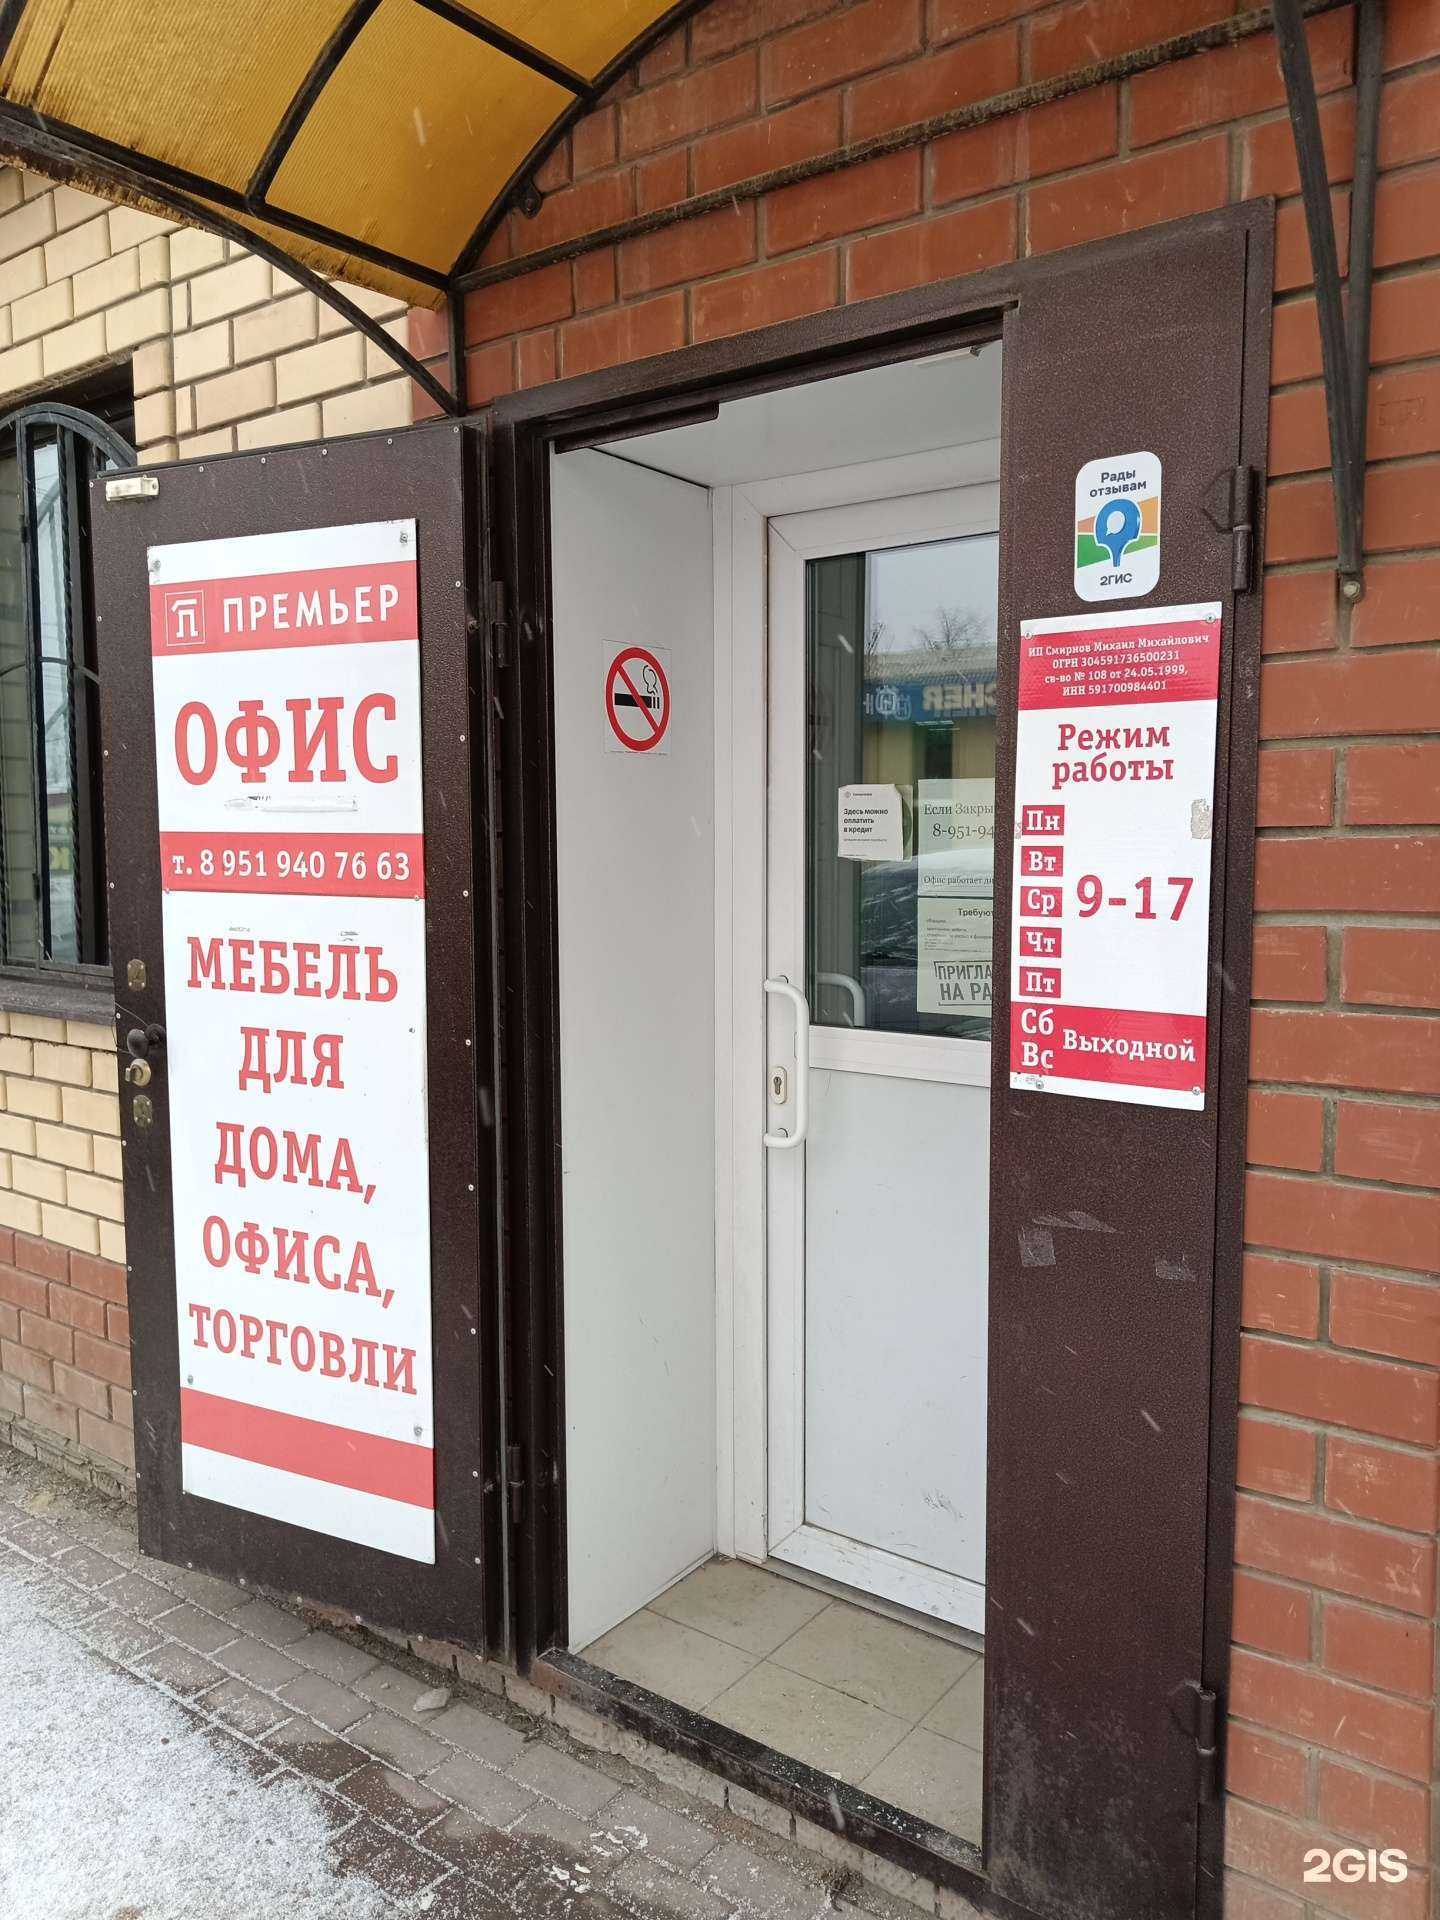 ПРЕМЬЕР
ОФИС
т. 8 951 940 76 63
МЕБЕЛЬ
ДЛЯ
ДОМА,
ОФИСА,
ТОРГОВЛИ
Здесь можно
оплатить
в кредит
Если Закры
8-951-94
Офис работает ди
Требуют
ПРИГЛА
НА РА
Рады
отзывам
2ГИС
ИП Смирнов Михаил Михайлович
ОГРН 304591736500231
св-во № 108 от 24.05.1999,
ИНН 591700984401
Режим
работы
Пн
Вт
Ср
Чт
Пт
9-17
Сб
Вс
Выходной
2GIS